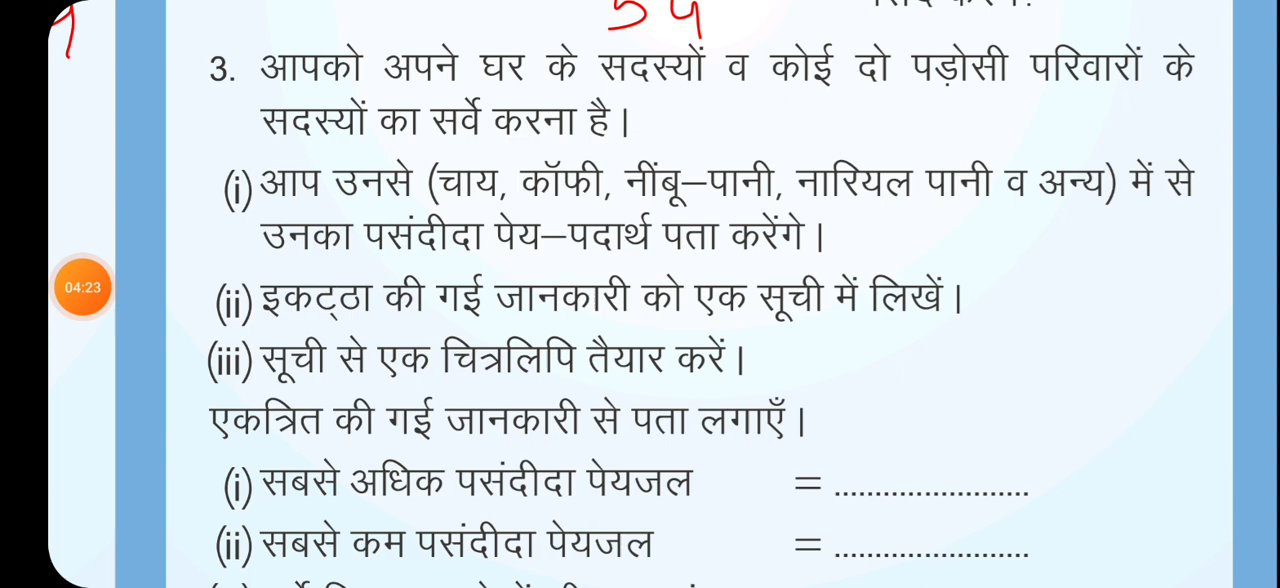 54
3. आपको अपने घर के सदस्यों व कोई दो पड़ोसी परिवारों के
सदस्यों का सर्वे करना है।
(i) आप उनसे (चाय, कॉफी, नींबू–पानी, नारियल पानी व अन्य) में से
उनका पसंदीदा पेय–पदार्थ पता करेंगे।
(ii) इकट्ठा की गई जानकारी को एक सूची में लिखें।
04:23
(iii) सूची से एक चित्रलिपि तैयार करें।
एकत्रित की गई जानकारी से पता लगाएँ।
(i) सबसे अधिक पसंदीदा पेयजल = ........................
(ii) सबसे कम पसंदीदा पेयजल = ........................